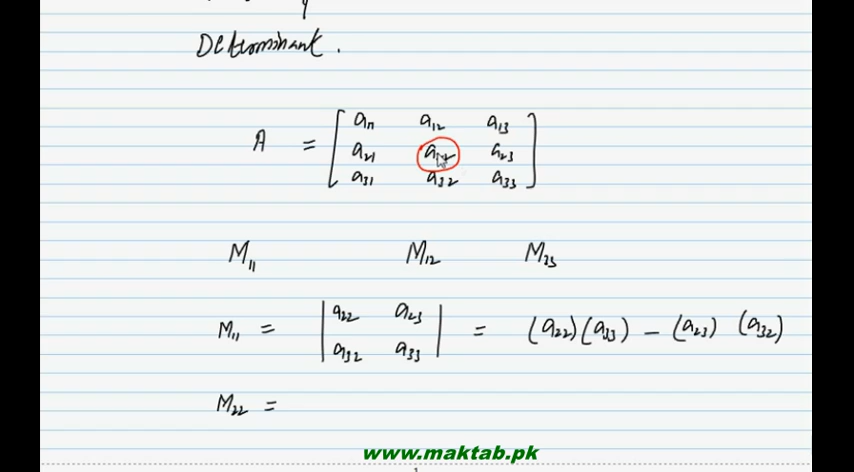 Determinant.
A = [ a11 a12 a13
a21 a22 a23
a31 a32 a33 ]
M11 M12 M23
M11 = | a22 a23 | = (a22)(a33) - (a23) (a32)
| a32 a33 |
M22 =
www.maktab.pk